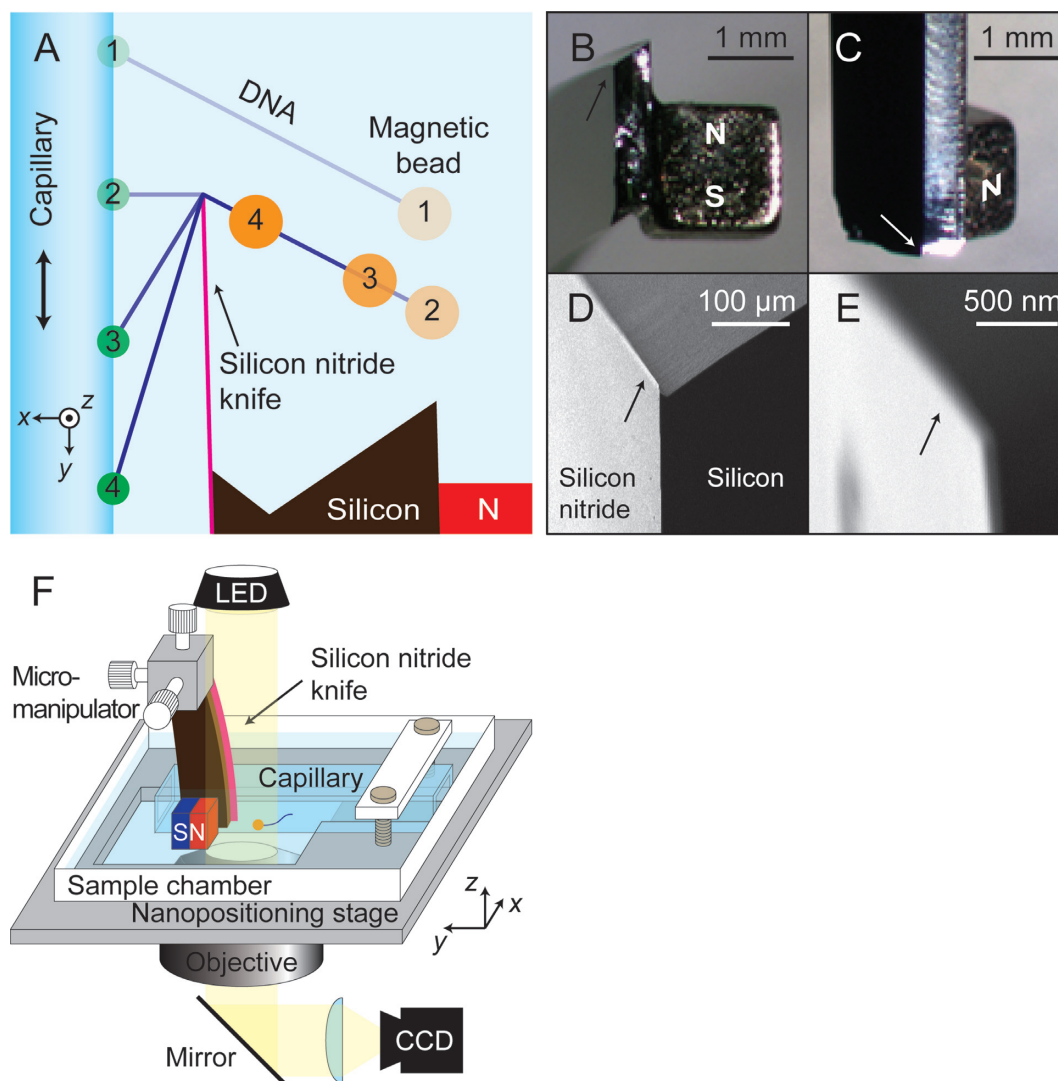 A
Capillary
1
DNA
Magnetic
bead
1
2
4
3
2
3
Silicon nitride
knife
x
z
y
4
Silicon
N
B
1 mm
N
S
C
1 mm
N
D
100 µm
Silicon
nitride
Silicon
E
500 nm
F
LED
Micro-
manipulator
Silicon nitride
knife
Capillary
SN
Sample chamber
Nanopositioning stage
z
x
y
Objective
Mirror
CCD